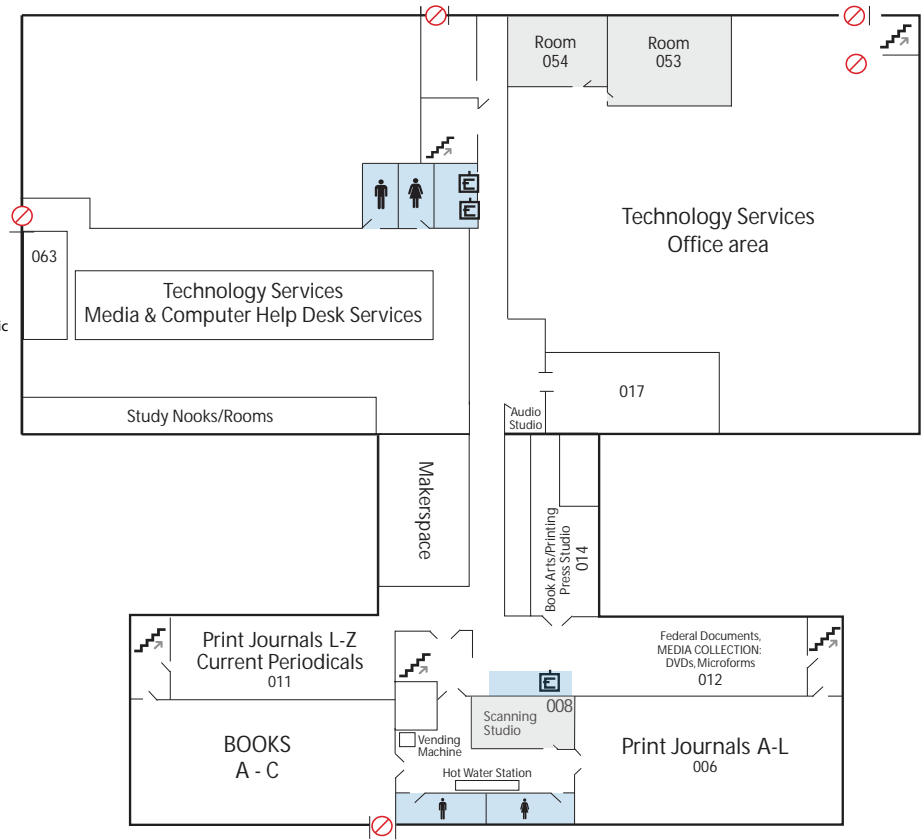 Room
054
Room
053
Technology Services
Office area
063
Technology Services
Media & Computer Help Desk Services
ic
017
Study Nooks/Rooms
Audio
Studio
Makerspace
Book Arts/Printing
Press Studio
014
Print Journals L-Z
Current Periodicals
011
Federal Documents,
MEDIA COLLECTION:
DVDs, Microforms
012
008
Scanning
Studio
BOOKS
A - C
Vending
Machine
Print Journals A-L
006
Hot Water Station
E
E
E